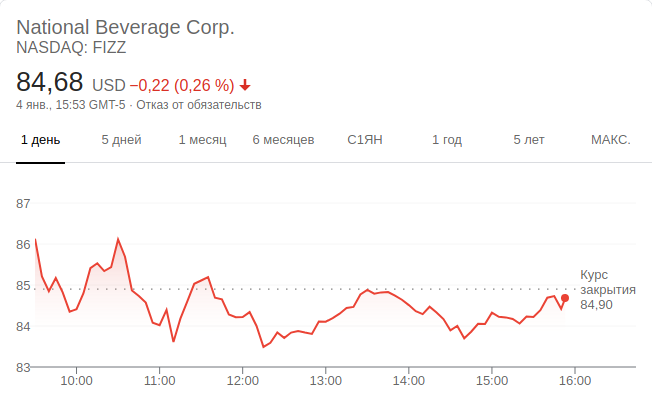 National Beverage Corp.
NASDAQ: FIZZ
84,68 USD −0,22 (0,26 %)
4 янв., 15:53 GMT-5 · Отказ от обязательств
1 день 5 дней 1 месяц 6 месяцев С1ЯН 1 год 5 лет МАКС.
87
86
85
84
83
Курс
закрытия
84,90
10:00 11:00 12:00 13:00 14:00 15:00 16:00